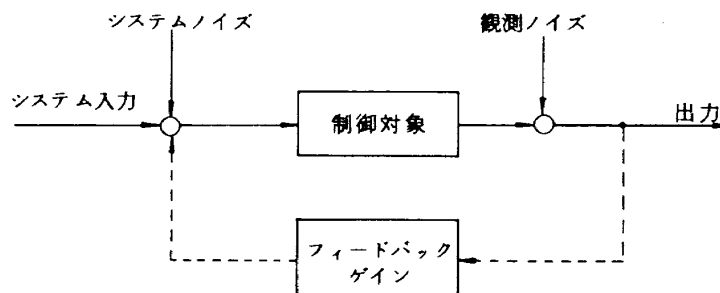 システムノイズ
観測ノイズ
システム入力
制御対象
出力
フィードバック
ゲイン